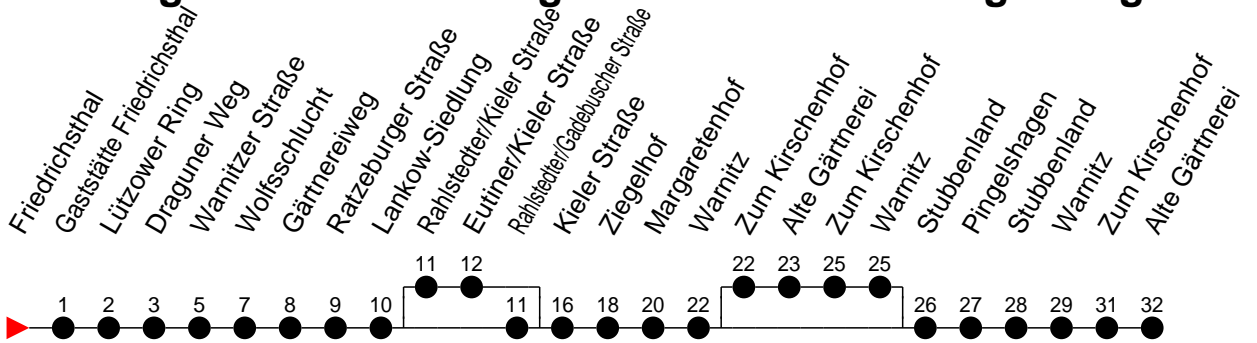 Friedrichsthal
Gaststätte Friedrichsthal
Lützower Ring
Draguner Weg
Warnitzer Straße
Wolfsschlucht
Gärtnereiweg
Ratzeburger Straße
Lankow-Siedlung
Rahlstedter/Kieler Straße
Eutiner/Kieler Straße
Rahlstedter/Gadebuscher Straße
Kieler Straße
Ziegelhof
Margaretenhof
Warnitz
Zum Kirschenhof
Alte Gärtnerei
Zum Kirschenhof
Warnitz
Stubbenland
Pingelshagen
Stubbenland
Warnitz
Zum Kirschenhof
Alte Gärtnerei
11 12 22 23 25 25
1 2 3 5 7 8 9 10 11 16 18 20 22 26 27 28 29 31 32